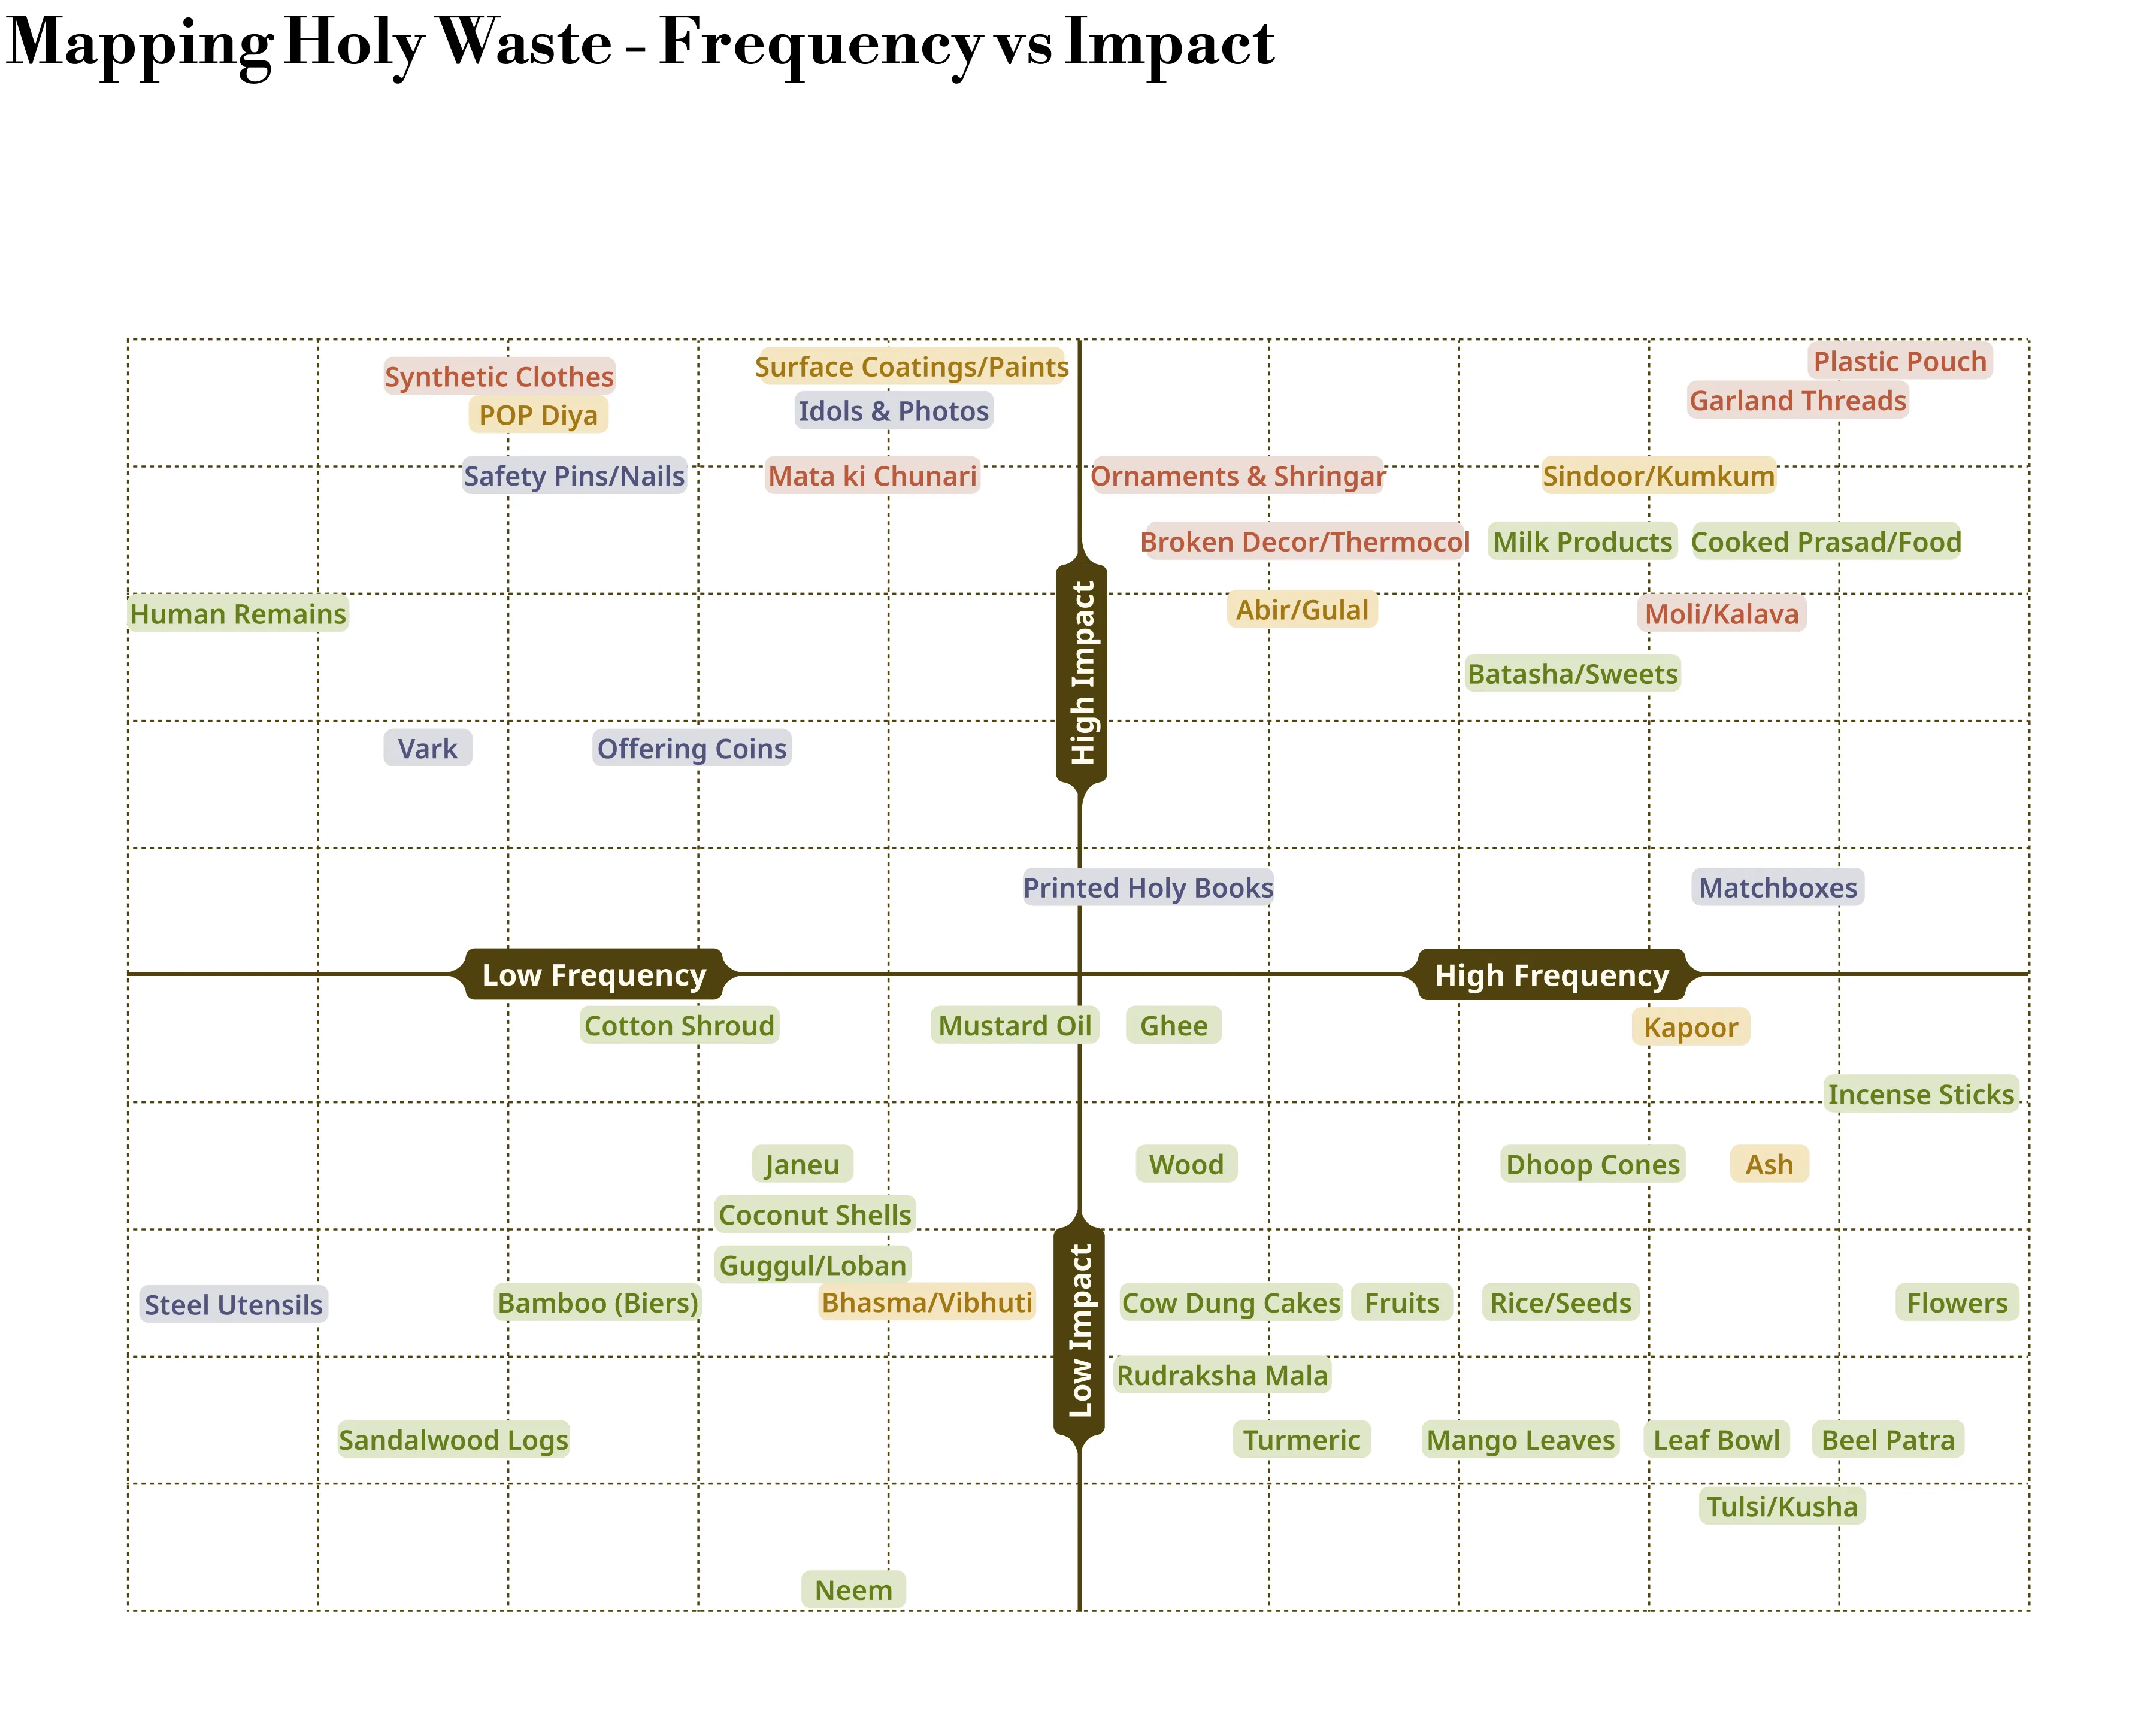 Mapping Holy Waste - Frequency vs Impact
Plastic Pouch
Surface Coatings/Paints
Synthetic Clothes
Garland Threads
Idols & Photos
POP Diya
Safety Pins/Nails
Mata ki Chunari
Ornaments & Shringar
Sindoor/Kumkum
Broken Decor/Thermocol
Milk Products
Cooked Prasad/Food
Human Remains
Abir/Gulal
Moli/Kalava
High Impact
Batasha/Sweets
Vark
Offering Coins
Printed Holy Books
Matchboxes
Low Frequency
High Frequency
Cotton Shroud
Mustard Oil
Ghee
Kapoor
Incense Sticks
Janeu
Wood
Dhoop Cones
Ash
Coconut Shells
Guggul/Loban
Steel Utensils
Bamboo (Biers)
Bhasma/Vibhuti
Low Impact
Cow Dung Cakes
Fruits
Rice/Seeds
Flowers
Rudraksha Mala
Sandalwood Logs
Turmeric
Mango Leaves
Leaf Bowl
Beel Patra
Tulsi/Kusha
Neem